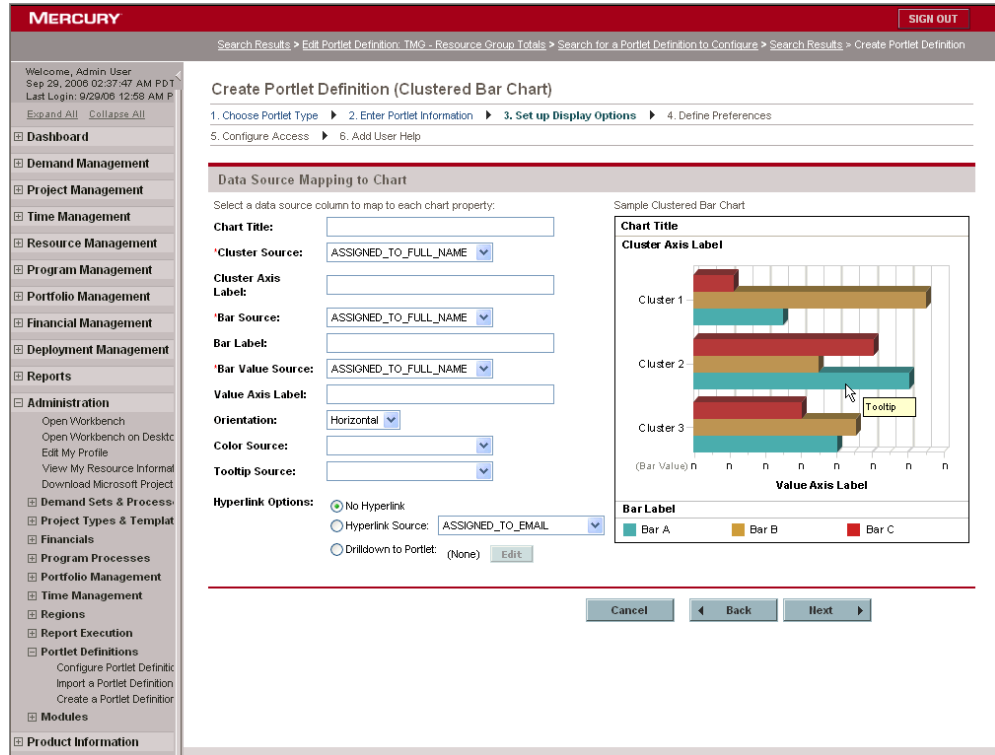 MERCURY
SIGN OUT
Search Results > Edit Portlet Definition: TMG - Resource Group Totals > Search for a Portlet Definition to Configure > Search Results > Create Portlet Definition
Welcome, Admin User
Sep 29, 2006 02:37:47 AM PDT
Last Login: 9/29/06 12:58 AM P
Expand All Collapse All
Dashboard
Demand Management
Project Management
Time Management
Resource Management
Program Management
Portfolio Management
Financial Management
Deployment Management
Reports
Administration
Open Workbench
Open Workbench on Deskto
Edit My Profile
View My Resource Informat
Download Microsoft Project
Demand Sets & Process
Project Types & Templat
Financials
Program Processes
Portfolio Management
Time Management
Regions
Report Execution
Portlet Definitions
Configure Portlet Definitic
Import a Portlet Definition
Create a Portlet Definition
Modules
Product Information
Create Portlet Definition (Clustered Bar Chart)
1. Choose Portlet Type 2. Enter Portlet Information 3. Set up Display Options 4. Define Preferences
5. Configure Access 6. Add User Help
Data Source Mapping to Chart
Select a data source column to map to each chart property:
Chart Title:
*Cluster Source: ASSIGNED_TO_FULL_NAME
Cluster Axis
Label:
*Bar Source: ASSIGNED_TO_FULL_NAME
Bar Label:
*Bar Value Source: ASSIGNED_TO_FULL_NAME
Value Axis Label:
Orientation: Horizontal
Color Source:
Tooltip Source:
Hyperlink Options: No Hyperlink
Hyperlink Source: ASSIGNED_TO_EMAIL
Drilldown to Portlet: (None) Edit
Sample Clustered Bar Chart
Chart Title
Cluster Axis Label
Cluster 1
Cluster 2
Tooltip
Cluster 3
(Bar Value) n n n n n n n n
Value Axis Label
Bar Label
Bar A Bar B Bar C
Cancel Back Next